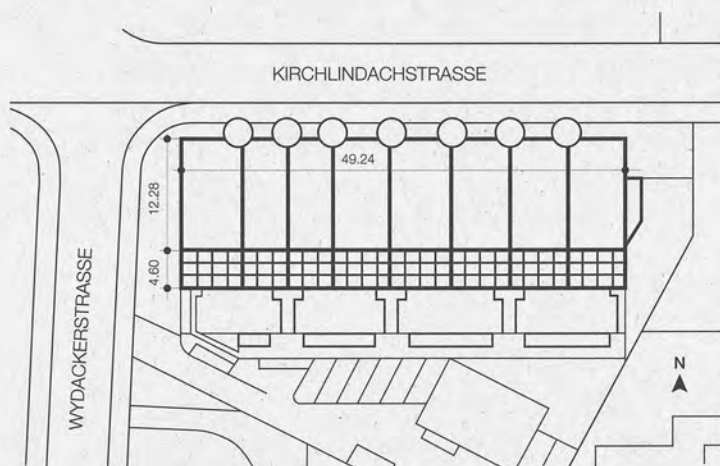 KIRCHLINDACHSTRASSE
49.24
12.28
4.60
WYDACKERSTRASSE
N